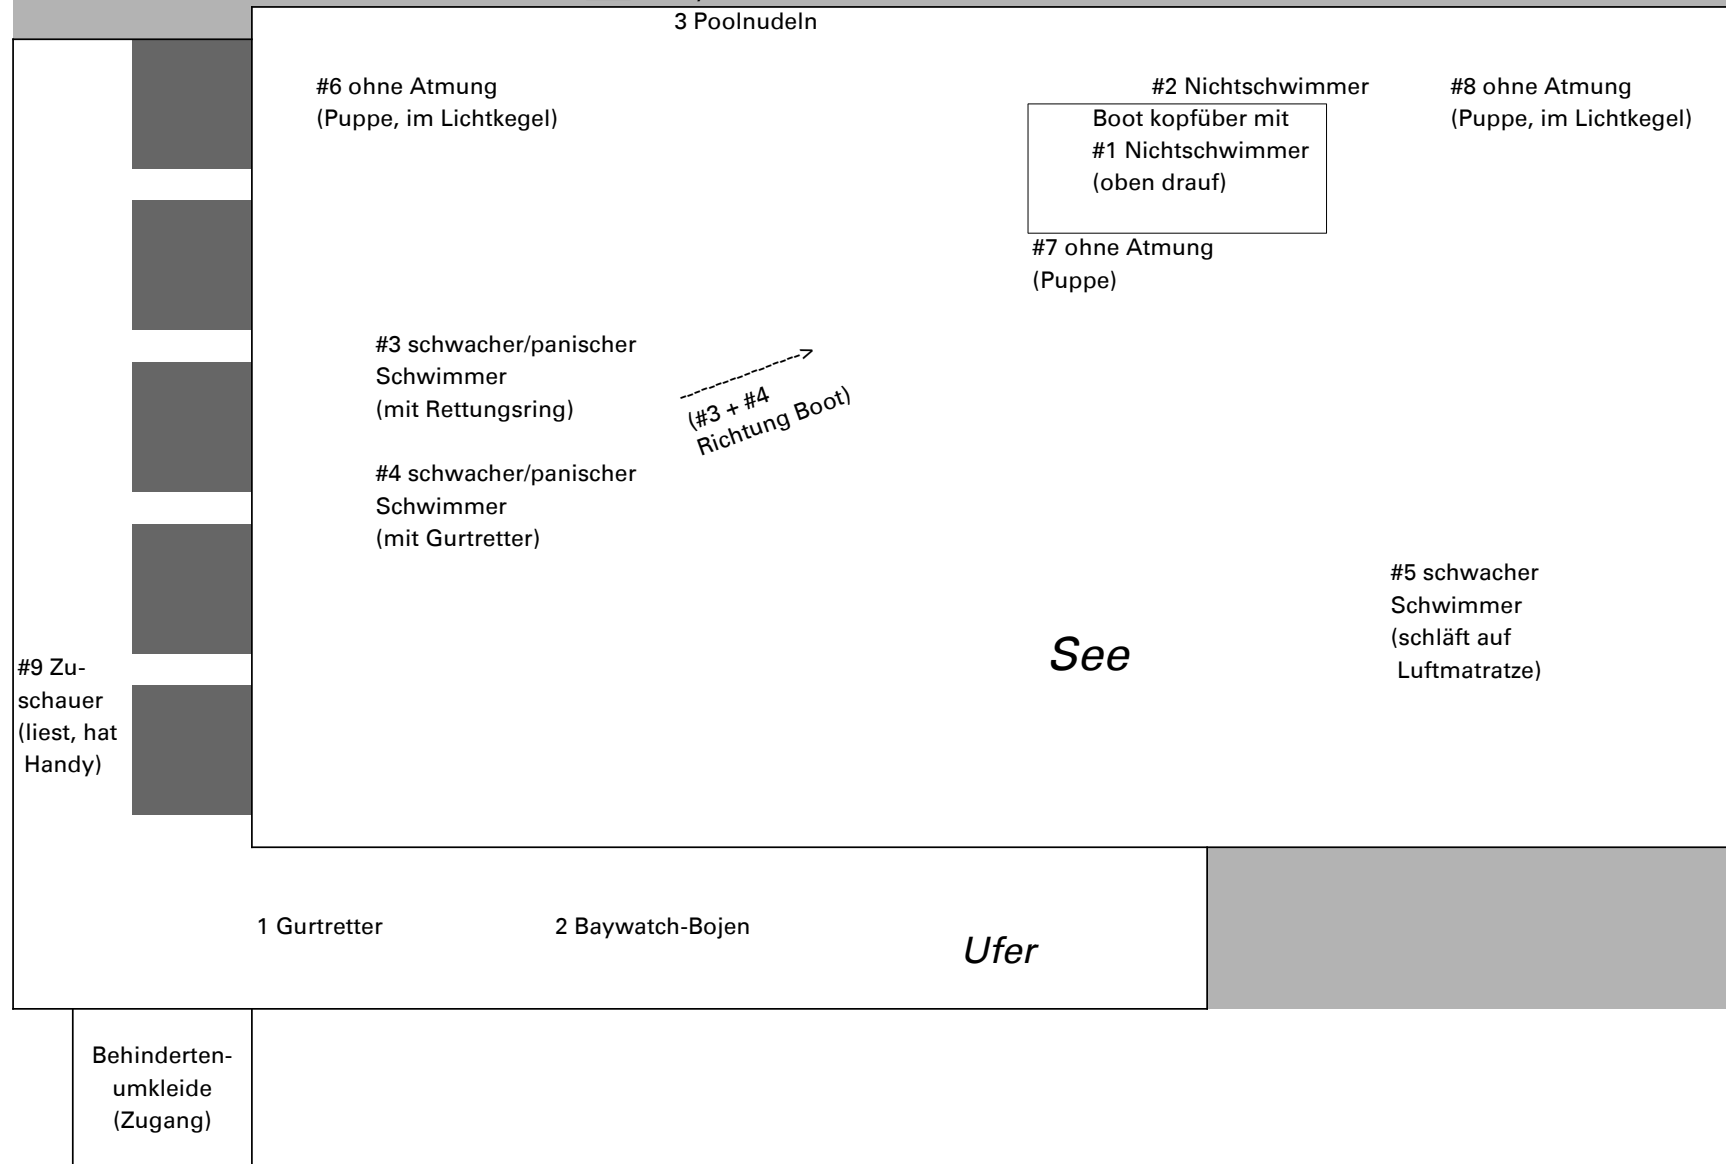 3 Poolnudeln
#6 ohne Atmung
(Puppe, im Lichtkegel)
#2 Nichtschwimmer
Boot kopfüber mit
#1 Nichtschwimmer
(oben drauf)
#8 ohne Atmung
(Puppe, im Lichtkegel)
#7 ohne Atmung
(Puppe)
#3 schwacher/panischer
Schwimmer
(mit Rettungsring)
(#3 + #4
Richtung Boot)
#4 schwacher/panischer
Schwimmer
(mit Gurtretter)
#5 schwacher
Schwimmer
(schläft auf
Luftmatratze)
See
#9 Zu-
schauer
(liest, hat
Handy)
1 Gurtretter
2 Baywatch-Bojen
Ufer
Behinderten-
umkleide
(Zugang)